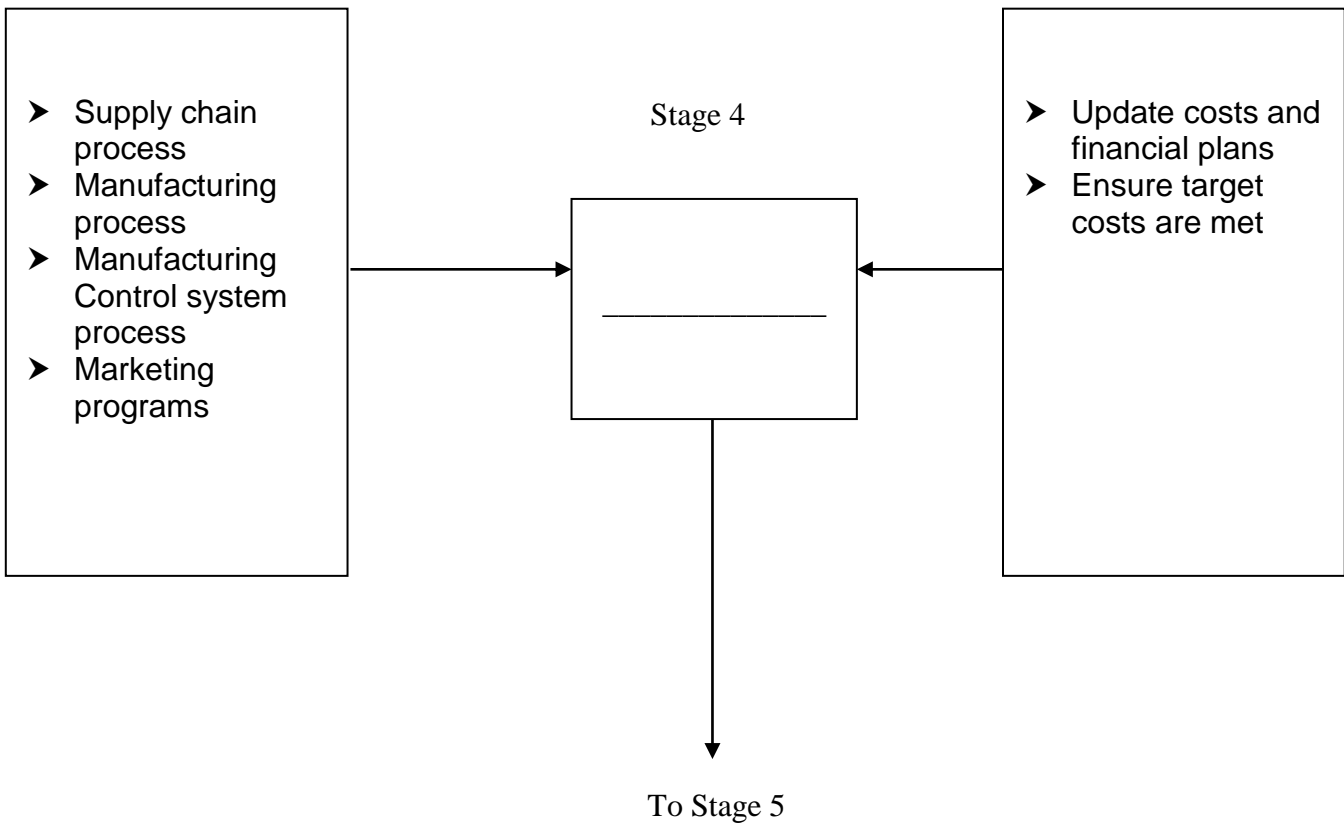 ➤ Supply chain
process
➤ Manufacturing
process
➤ Manufacturing
Control system
process
➤ Marketing
programs
Stage 4
______________
➤ Update costs and
financial plans
➤ Ensure target
costs are met
To Stage 5